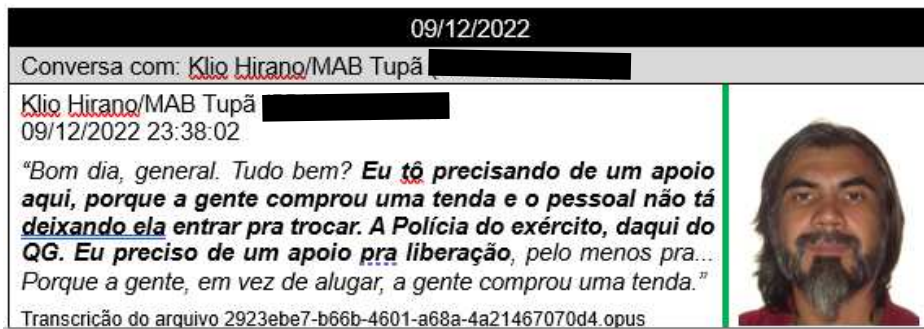 09/12/2022
Conversa com: Klio Hirano/MAB Tupã (
Klio Hirano/MAB Tupã
09/12/2022 23:38:02
“Bom dia, general. Tudo bem? Eu tô precisando de um apoio
aqui, porque a gente comprou uma tenda e o pessoal não tá
deixando ela entrar pra trocar. A Polícia do exército, daqui do
QG. Eu preciso de um apoio pra liberação, pelo menos pra...
Porque a gente, em vez de alugar, a gente comprou uma tenda.”
Transcrição do arquivo 2923ebe7-b66b-4601-a68a-4a21467070d4.opus